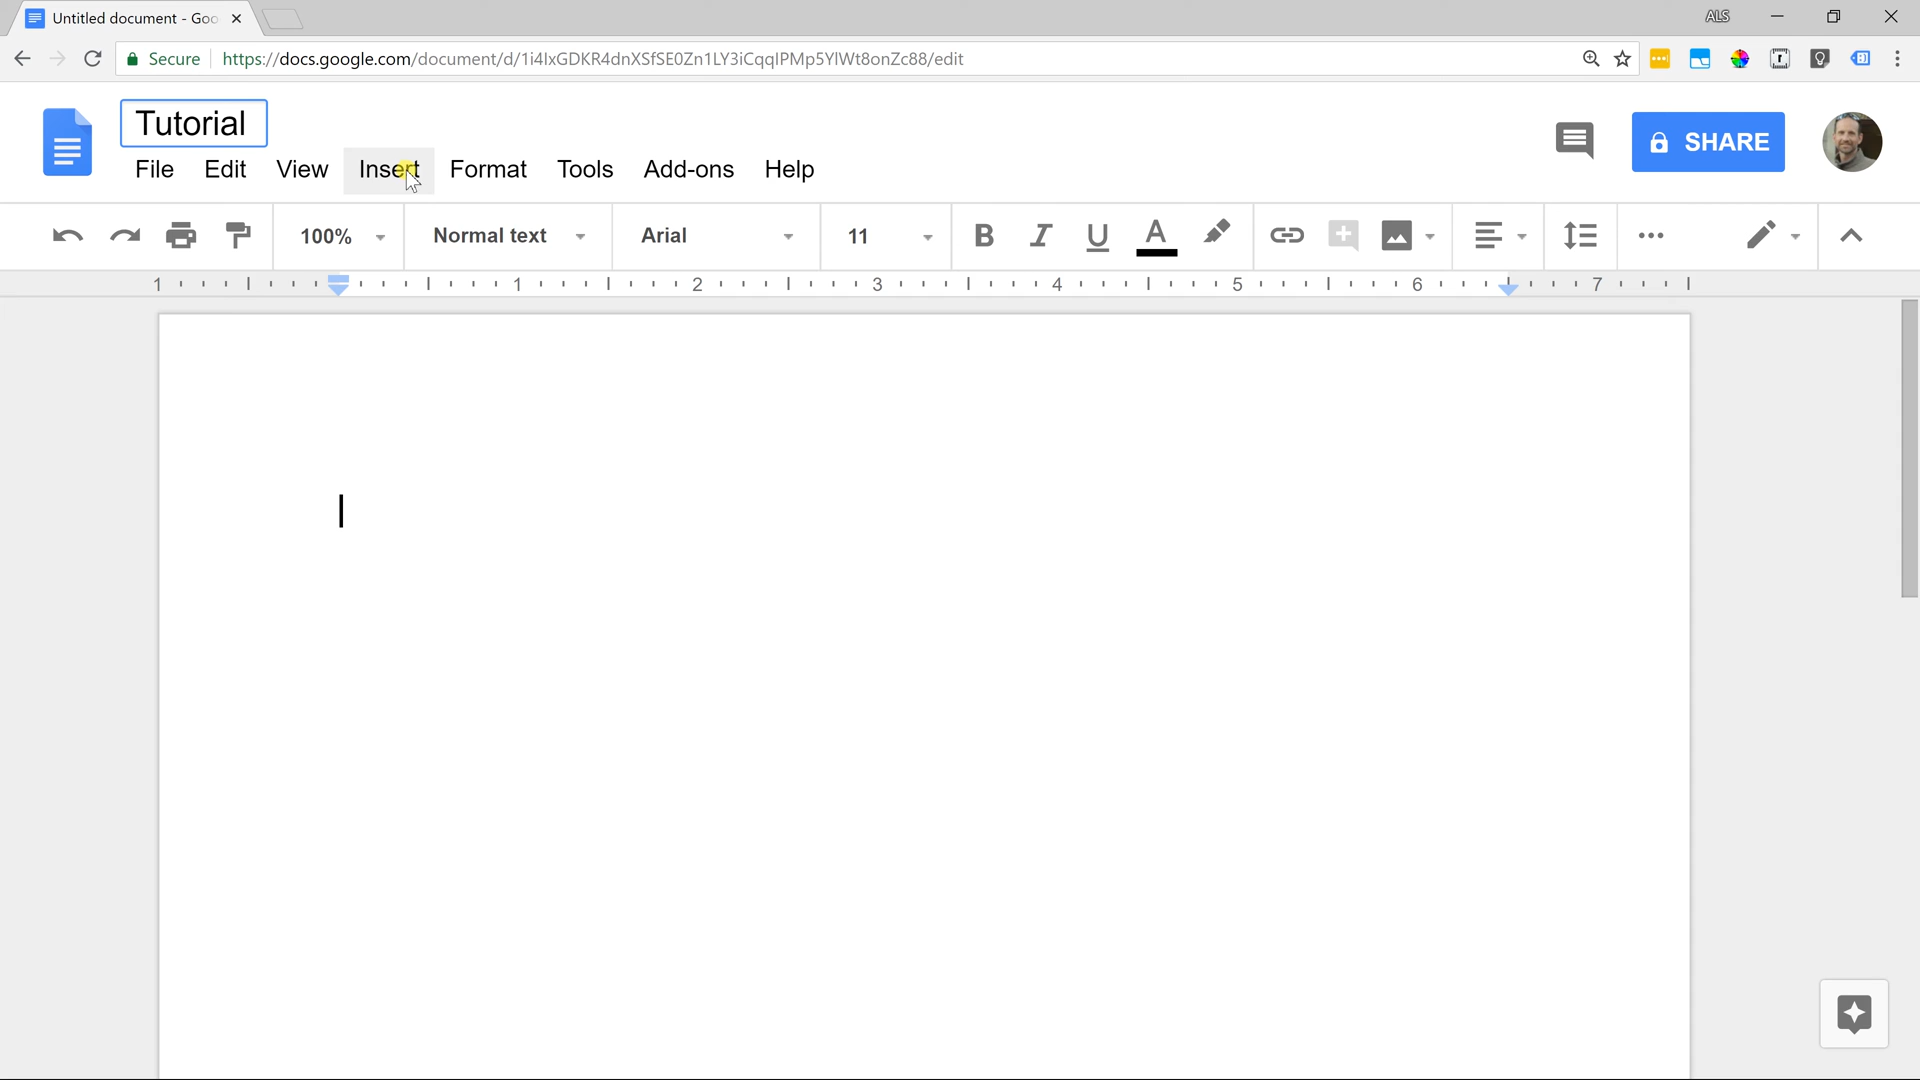 Untitled document - Goo
ALS
Secure
https://docs.google.com/document/d/1i4lxGDKR4dnXSfSE0Zn1LY3iCqqIPMp5YlWt8onZc88/edit
Tutorial
File Edit View Insert Format Tools Add-ons Help
SHARE
100% Normal text Arial 11 B I U A
1 1 2 3 4 5 6 7